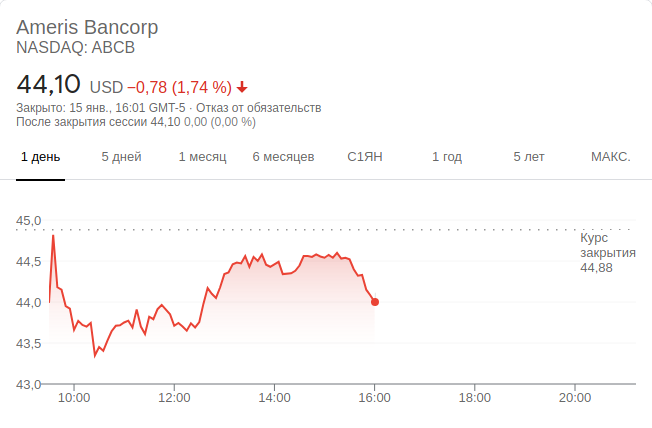 Ameris Bancorp
NASDAQ: ABCB
44,10 USD −0,78 (1,74 %)
Закрыто: 15 янв., 16:01 GMT-5 · Отказ от обязательств
После закрытия сессии 44,10 0,00 (0,00 %)
1 день 5 дней 1 месяц 6 месяцев С1ЯН 1 год 5 лет МАКС.
45,0
Курс
закрытия
44,88
44,5
44,0
43,5
43,0
10:00 12:00 14:00 16:00 18:00 20:00